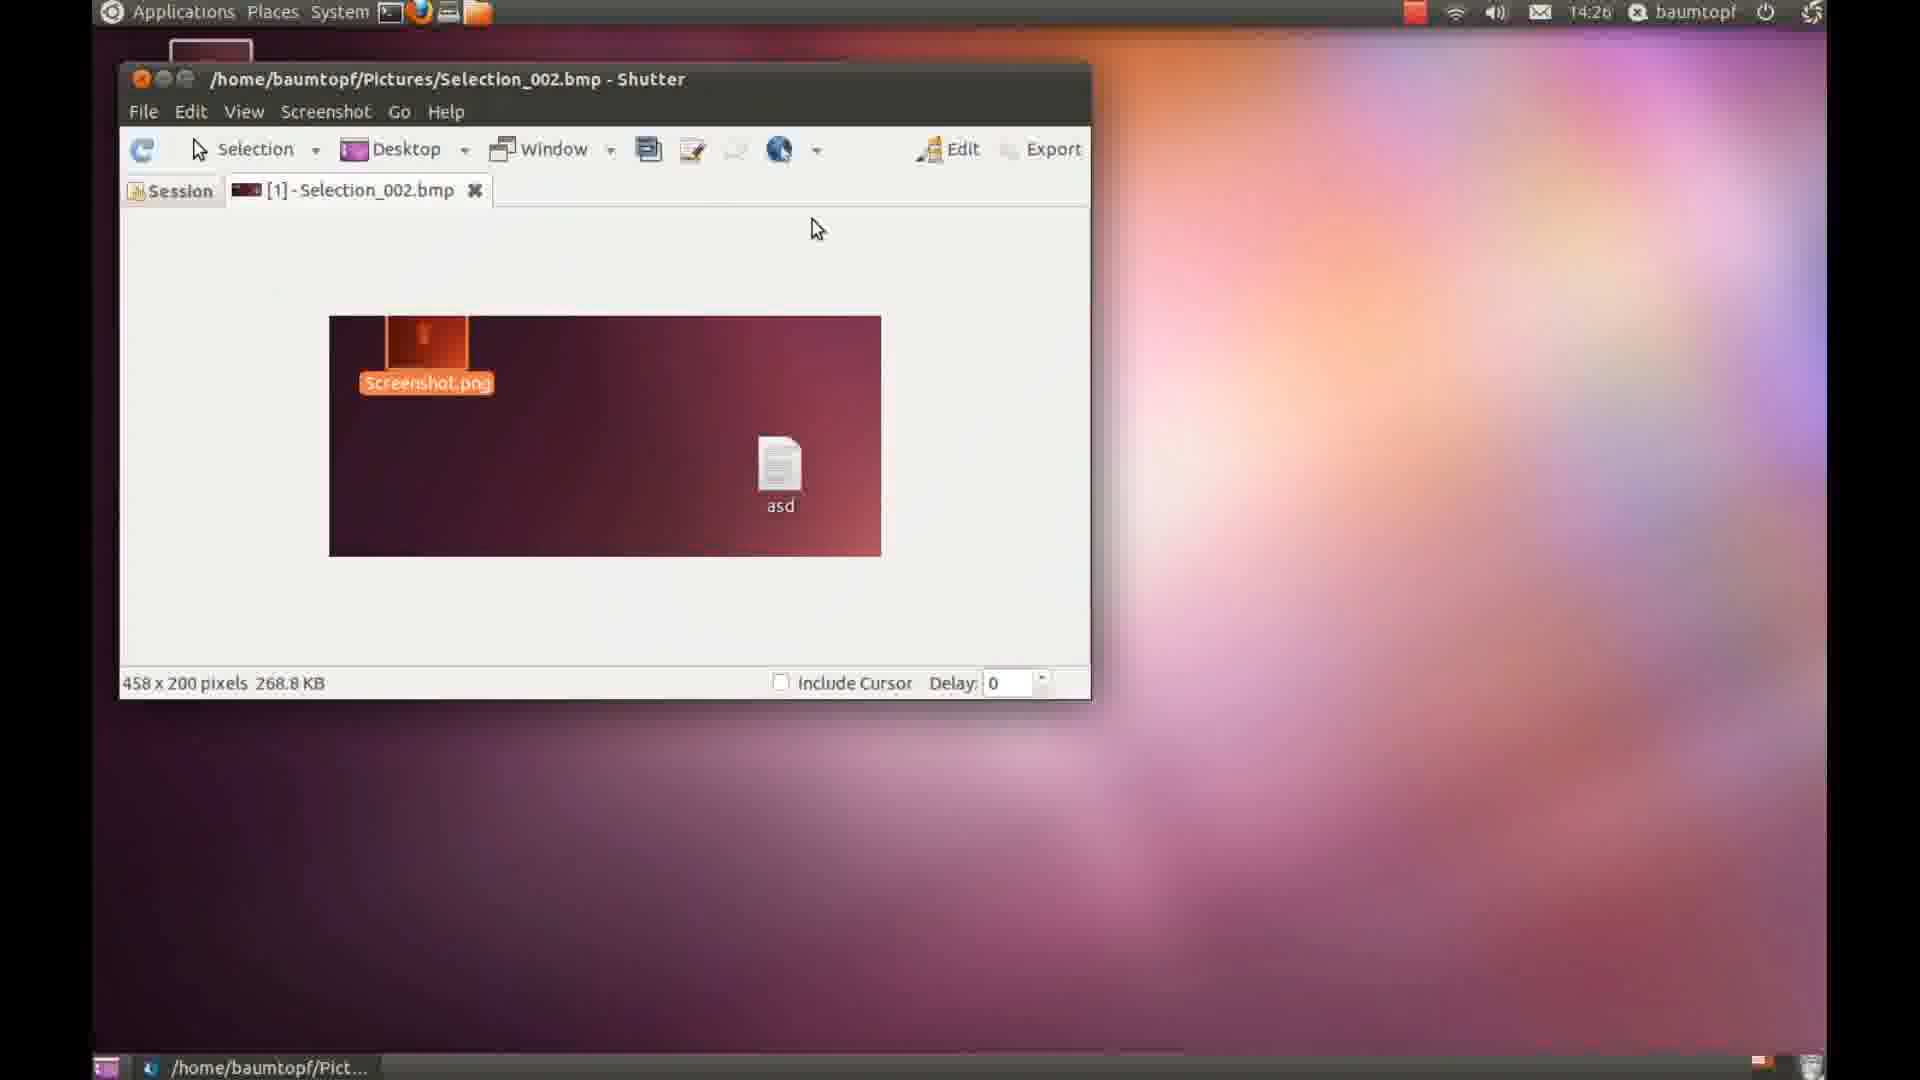 Applications Places System 14:26 baumtopf
/home/baumtopf/Pictures/Selection_002.bmp - Shutter
File Edit View Screenshot Go Help
Selection Desktop Window Edit Export
Session [1] - Selection_002.bmp
Screenshot.png
asd
458 x 200 pixels 268.8 KB Include Cursor Delay: 0
/home/baumtopf/Pict...